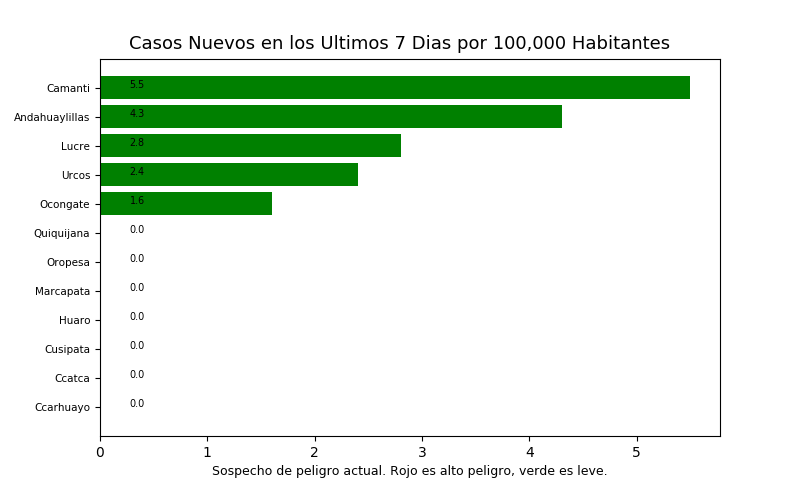 Casos Nuevos en los Ultimos 7 Dias por 100,000 Habitantes
Camanti 5.5
Andahuaylillas 4.3
Lucre 2.8
Urcos 2.4
Ocongate 1.6
Quiquijana 0.0
Oropesa 0.0
Marcapata 0.0
Huaro 0.0
Cusipata 0.0
Ccatca 0.0
Ccarhuayo 0.0
0 1 2 3 4 5
Sospecho de peligro actual. Rojo es alto peligro, verde es leve.